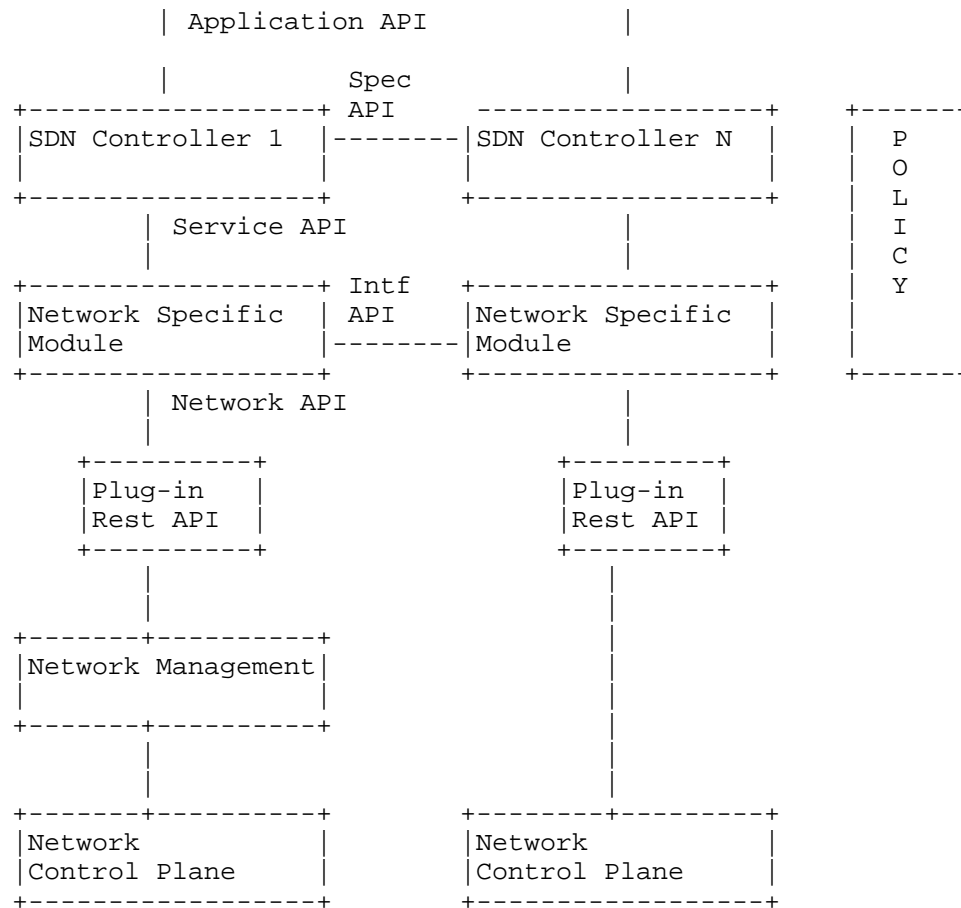 Application API
Spec
API
SDN Controller 1
SDN Controller N
P
O
L
I
C
Y
Service API
Intf
API
Network Specific
Module
Network Specific
Module
Network API
Plug-in
Rest API
Plug-in
Rest API
Network Management
Network
Control Plane
Network
Control Plane